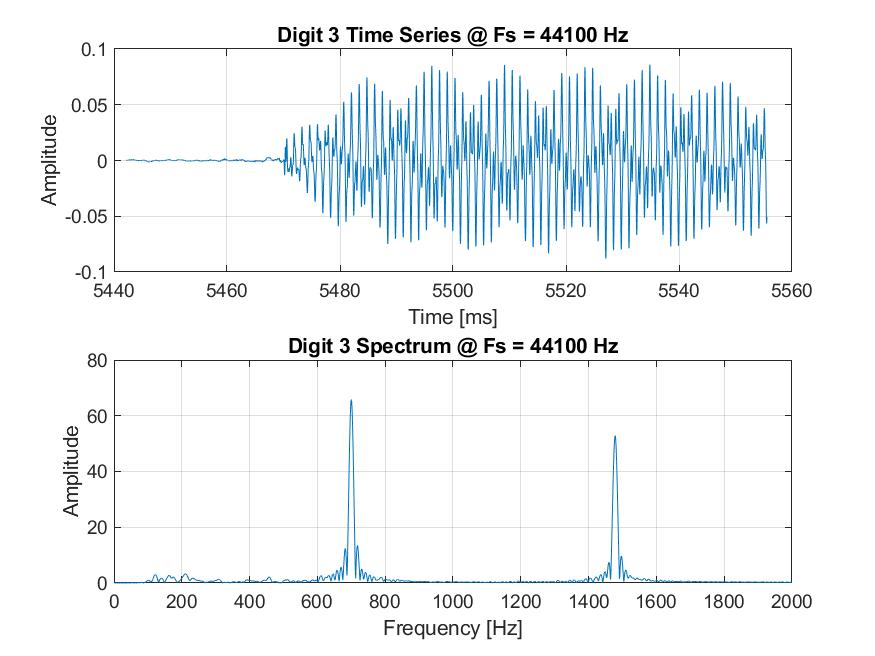 Digit 3 Time Series @ Fs = 44100 Hz
0.1
0.05
0
-0.05
-0.1
Amplitude
5440 5460 5480 5500 5520 5540 5560
Time [ms]
Digit 3 Spectrum @ Fs = 44100 Hz
80
60
40
20
0
Amplitude
0 200 400 600 800 1000 1200 1400 1600 1800 2000
Frequency [Hz]